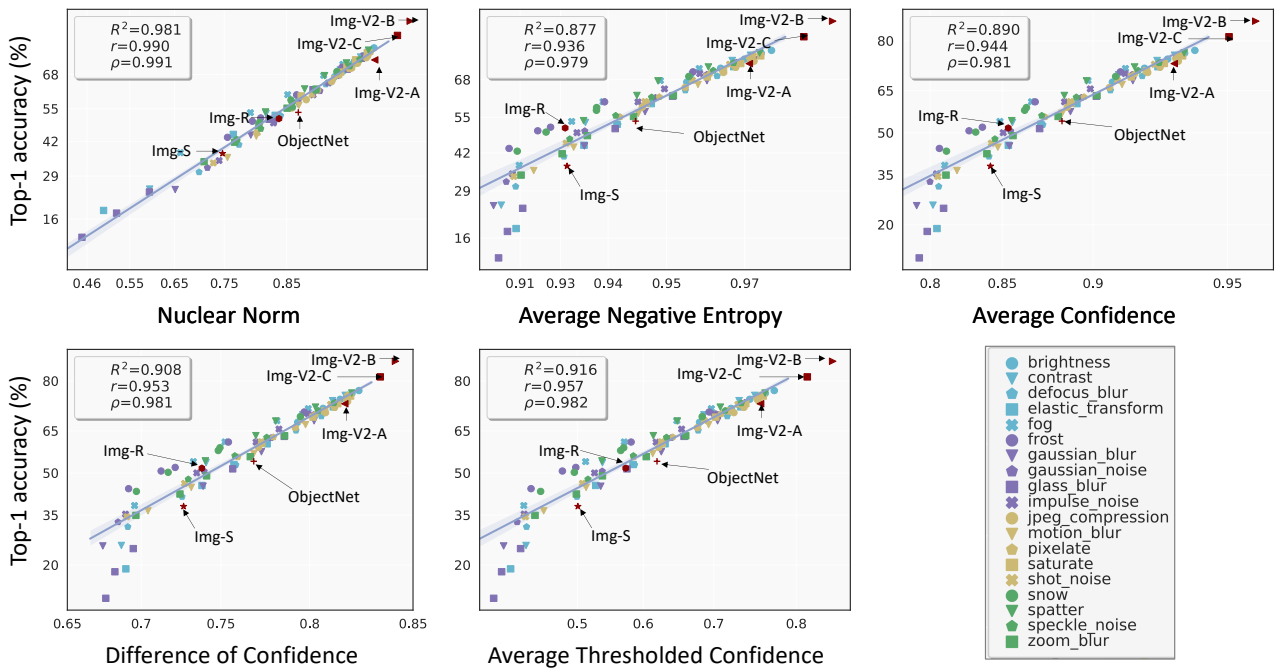 Top-1 accuracy (%)
R²=0.981
r=0.990
ρ=0.991
Img-V2-B
Img-V2-C
Img-V2-A
Img-R
ObjectNet
Img-S
68
55
42
29
16
0.46 0.55 0.65 0.75 0.85
Nuclear Norm
R²=0.877
r=0.936
ρ=0.979
Img-V2-B
Img-V2-C
Img-V2-A
Img-R
ObjectNet
Img-S
68
55
42
29
16
0.91 0.93 0.94 0.95 0.97
Average Negative Entropy
R²=0.890
r=0.944
ρ=0.981
Img-V2-B
Img-V2-C
Img-V2-A
Img-R
ObjectNet
Img-S
80
65
50
35
20
0.8 0.9 0.95
Average Confidence
Top-1 accuracy (%)
R²=0.908
r=0.953
ρ=0.981
Img-V2-B
Img-V2-C
Img-V2-A
Img-R
ObjectNet
Img-S
80
65
50
35
20
0.65 0.7 0.8 0.85
Difference of Confidence
R²=0.916
r=0.957
ρ=0.982
Img-V2-B
Img-V2-C
Img-V2-A
Img-R
ObjectNet
Img-S
80
65
50
35
20
0.5 0.6 0.7 0.8
Average Thresholded Confidence
brightness
contrast
defocus_blur
elastic_transform
fog
frost
gaussian_blur
gaussian_noise
glass_blur
impulse_noise
jpeg_compression
motion_blur
pixelate
saturate
shot_noise
snow
spatter
speckle_noise
zoom_blur